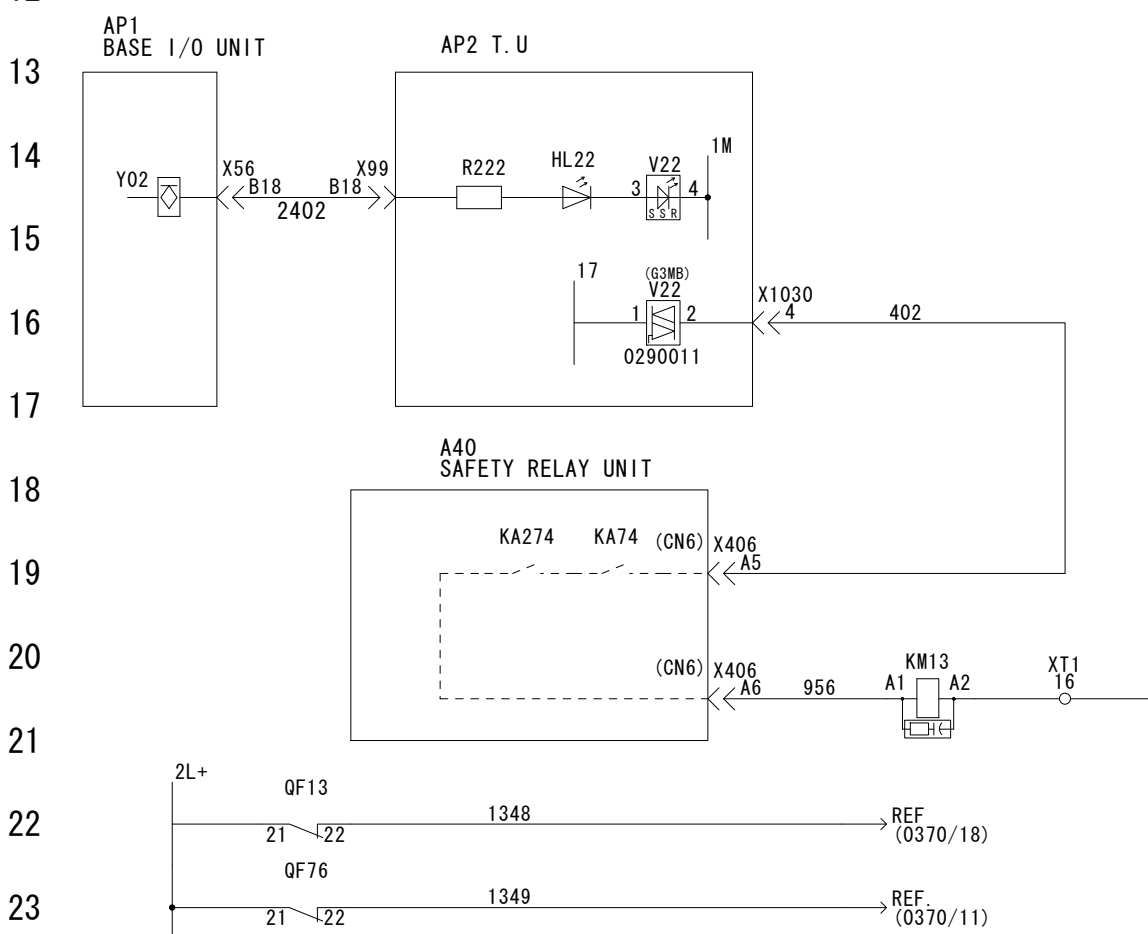 AP1
BASE I/O UNIT
AP2 T.U
13
14
1M
X56
X99
R222
HL22
V22
Y02
B18
B18
3
4
2402
SSR
15
17
(G3MB)
V22
X1030
16
1
2
4
402
0290011
17
A40
SAFETY RELAY UNIT
18
KA274
KA74
(CN6)
X406
19
A5
20
(CN6)
X406
KM13
XT1
A6
956
A1
A2
16
21
2L+
QF13
22
1348
REF
21
22
(0370/18)
QF76
23
1349
REF.
21
22
(0370/11)